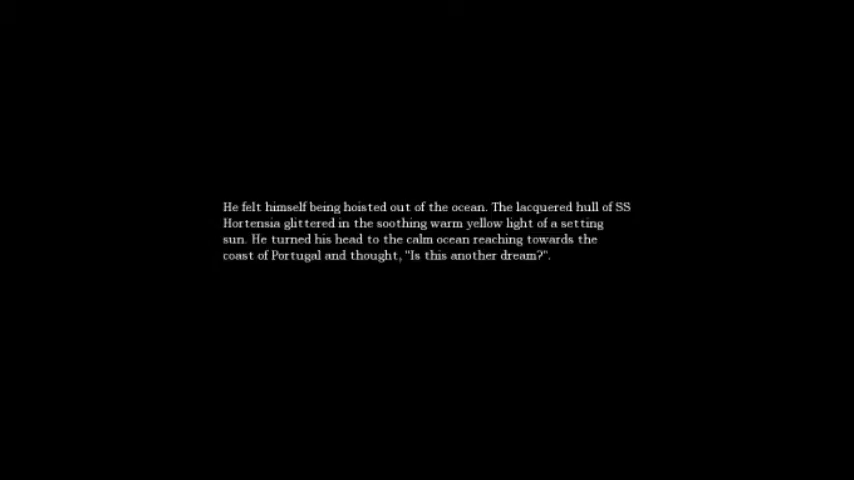 He felt himself being hoisted out of the ocean. The lacquered hull of SS
Hortensia glittered in the soothing warm yellow light of a setting
sun. He turned his head to the calm ocean reaching towards the
coast of Portugal and thought, "Is this another dream?".